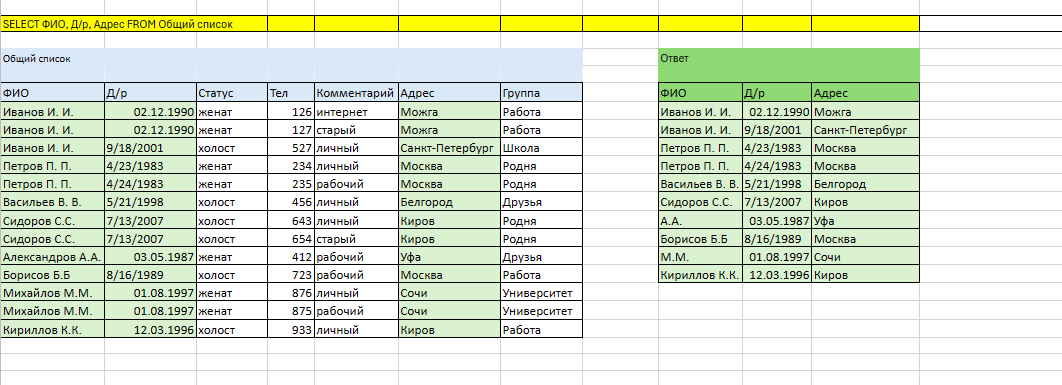 SELECT ФИО, Д/р, Адрес FROM Общий список
Общий список Ответ
ФИО Д/р Статус Тел Комментарий Адрес Группа ФИО Д/р Адрес
Иванов И. И. 02.12.1990 женат 126 интернет Можга Работа Иванов И. И. 02.12.1990 Можга
Иванов И. И. 02.12.1990 женат 127 старый Можга Работа Иванов И. И. 9/18/2001 Санкт-Петербург
Иванов И. И. 9/18/2001 холост 527 личный Санкт-Петербург Школа Петров П. П. 4/23/1983 Москва
Петров П. П. 4/23/1983 женат 234 личный Москва Родня Петров П. П. 4/24/1983 Москва
Петров П. П. 4/24/1983 женат 235 рабочий Москва Родня Васильев В. В. 5/21/1998 Белгород
Васильев В. В. 5/21/1998 холост 456 личный Белгород Друзья Сидоров С.С. 7/13/2007 Киров
Сидоров С.С. 7/13/2007 холост 643 личный Киров Родня А.А. 03.05.1987 Уфа
Сидоров С.С. 7/13/2007 холост 654 старый Киров Родня Борисов Б.Б 8/16/1989 Москва
Александров А.А. 03.05.1987 женат 412 рабочий Уфа Друзья М.М. 01.08.1997 Сочи
Борисов Б.Б 8/16/1989 холост 723 рабочий Москва Работа Кириллов К.К. 12.03.1996 Киров
Михайлов М.М. 01.08.1997 женат 876 личный Сочи Университет
Михайлов М.М. 01.08.1997 женат 875 рабочий Сочи Университет
Кириллов К.К. 12.03.1996 холост 933 личный Киров Работа